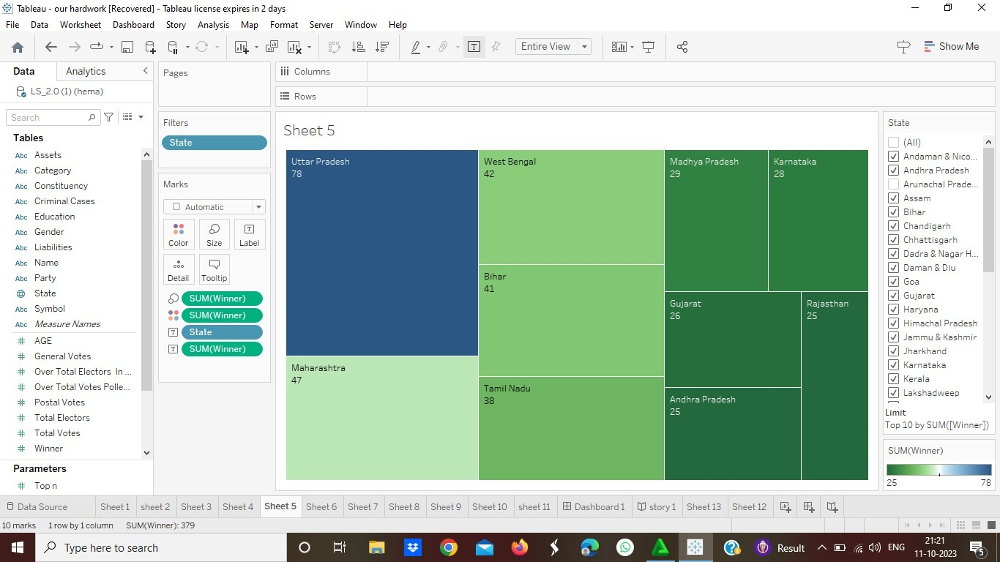 Tableau - our hardwork [Recovered] - Tableau license expires in 2 days
File Data Worksheet Dashboard Story Analysis Map Format Server Window Help
Entire View
Show Me
Data Analytics
LS_2.0 (1) (hema)
Search
Tables
Abc Assets
Abc Category
Abc Constituency
Abc Criminal Cases
Abc Education
Abc Gender
Abc Liabilities
Abc Name
Abc Party
State
Abc Symbol
Abc Measure Names
# AGE
# General Votes
# Over Total Electors In ...
# Over Total Votes Polle...
# Postal Votes
# Total Electors
# Total Votes
# Winner
Parameters
# Top n
Pages
Filters
State
Marks
Automatic
Color Size Label
Detail Tooltip
SUM(Winner)
SUM(Winner)
State
SUM(Winner)
Columns
Rows
Sheet 5
Uttar Pradesh
78
Maharashtra
47
West Bengal
42
Bihar
41
Tamil Nadu
38
Madhya Pradesh
29
Karnataka
28
Gujarat
26
Andhra Pradesh
25
Rajasthan
25
State
(All)
Andaman & Nico...
Andhra Pradesh
Arunachal Prade...
Assam
Bihar
Chandigarh
Chhattisgarh
Dadra & Nagar H...
Daman & Diu
Goa
Gujarat
Haryana
Himachal Pradesh
Jammu & Kashmir
Jharkhand
Karnataka
Kerala
Lakshadweep
Limit
Top 10 by SUM([Winner])
SUM(Winner)
25 78
Data Source Sheet 1 sheet 2 Sheet 3 Sheet 4 Sheet 5 Sheet 6 Sheet 7 Sheet 8 Sheet 9 Sheet 10 sheet 11 Dashboard 1 story 1 Sheet 13 Sheet 12
10 marks 1 row by 1 column SUM(Winner): 379
Type here to search
Result
ENG
21:21
11-10-2023
5